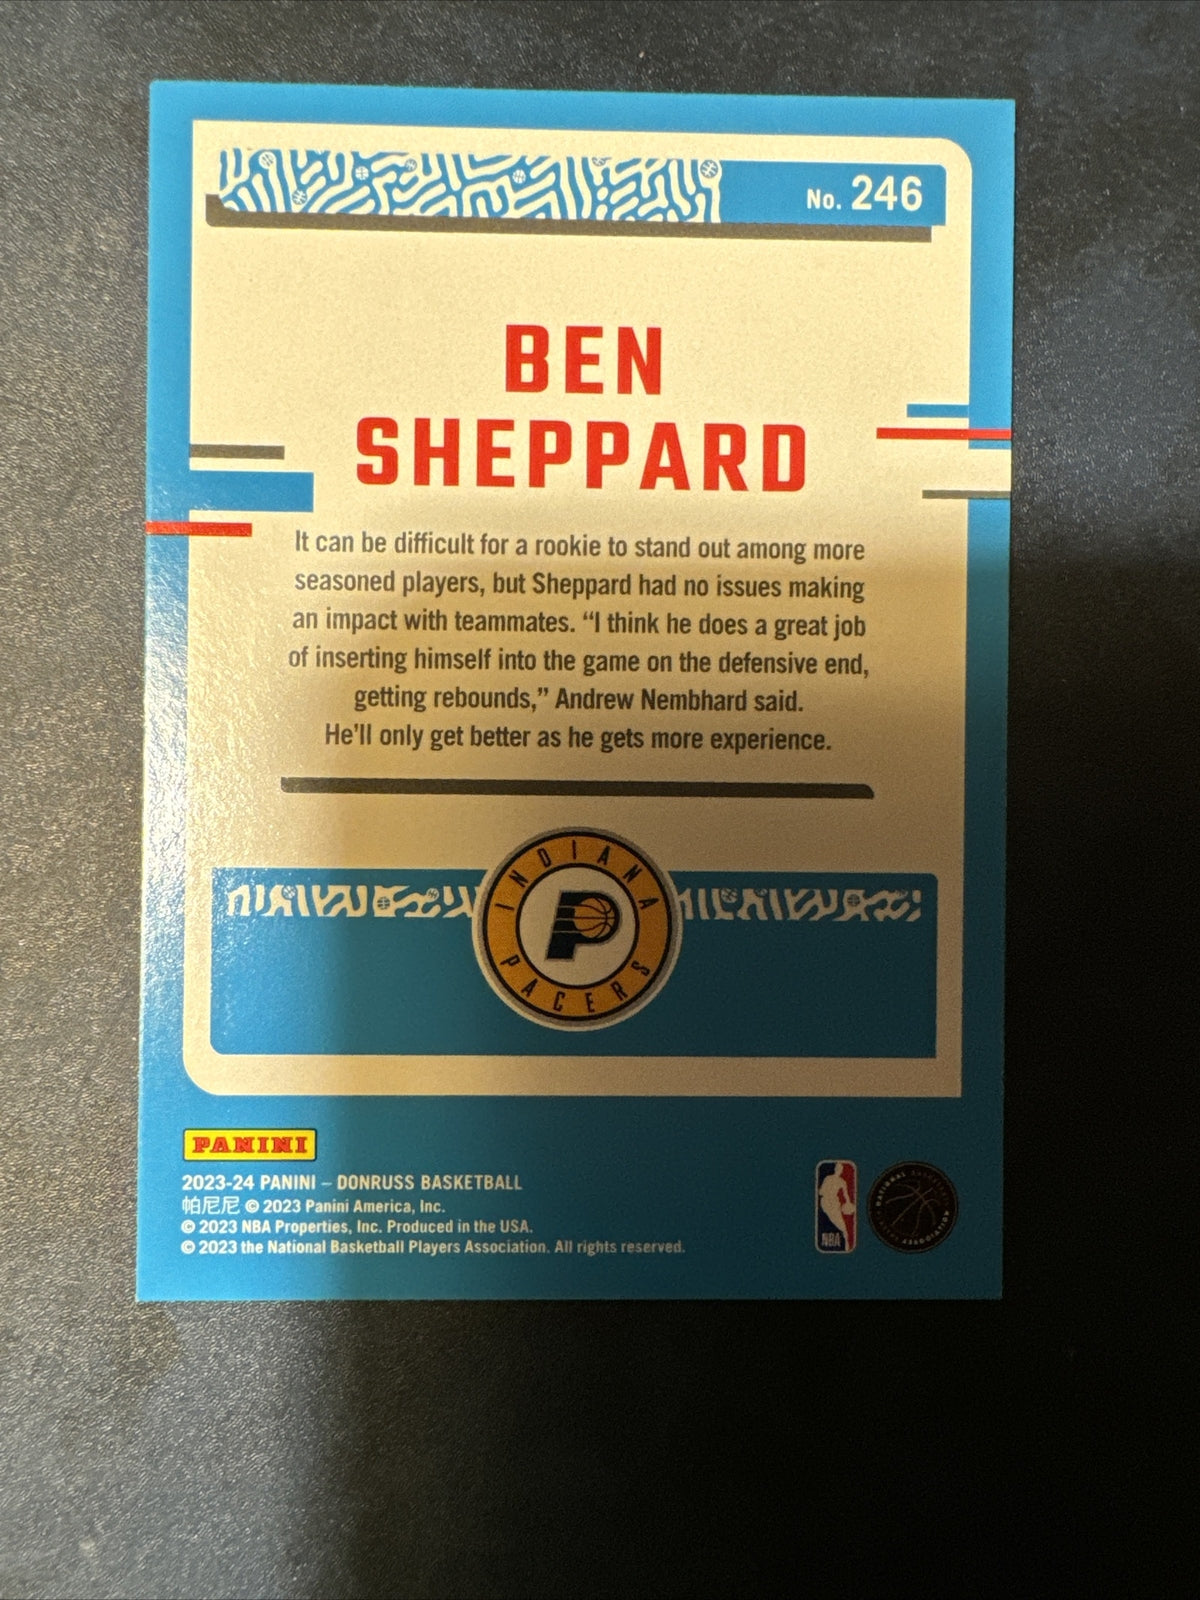 No. 246
BEN
SHEPPARD
It can be difficult for a rookie to stand out among more
seasoned players, but Sheppard had no issues making
an impact with teammates. “I think he does a great job
of inserting himself into the game on the defensive end,
getting rebounds,” Andrew Nembhard said.
He’ll only get better as he gets more experience.
INDIANA
PACERS
PANINI
2023-24 PANINI – DONRUSS BASKETBALL
帕尼尼 © 2023 Panini America, Inc.
© 2023 NBA Properties, Inc. Produced in the USA.
© 2023 the National Basketball Players Association. All rights reserved.
NBA
NATIONAL BASKETBALL